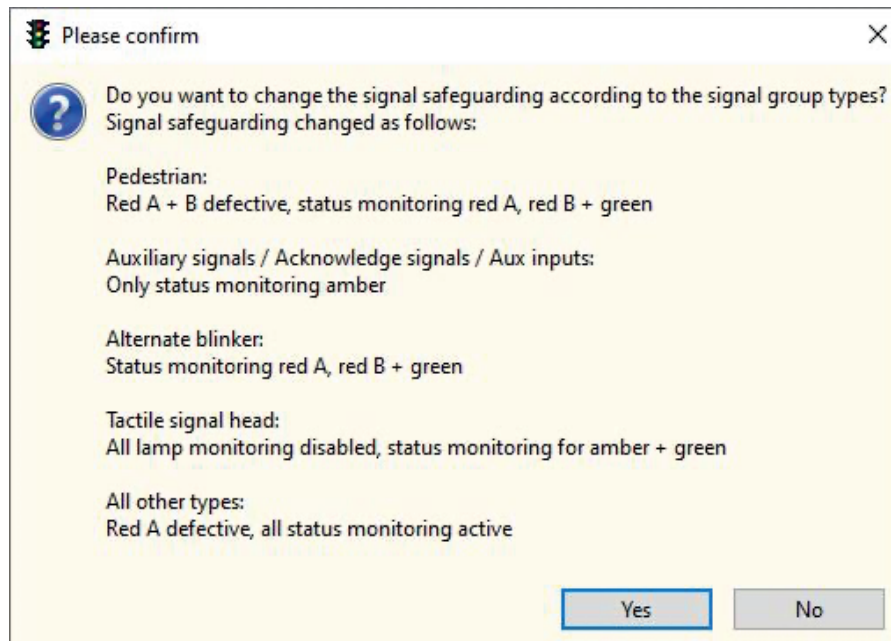 Please confirm
Do you want to change the signal safeguarding according to the signal group types?
Signal safeguarding changed as follows:
Pedestrian:
Red A + B defective, status monitoring red A, red B + green
Auxiliary signals / Acknowledge signals / Aux inputs:
Only status monitoring amber
Alternate blinker:
Status monitoring red A, red B + green
Tactile signal head:
All lamp monitoring disabled, status monitoring for amber + green
All other types:
Red A defective, all status monitoring active
Yes No